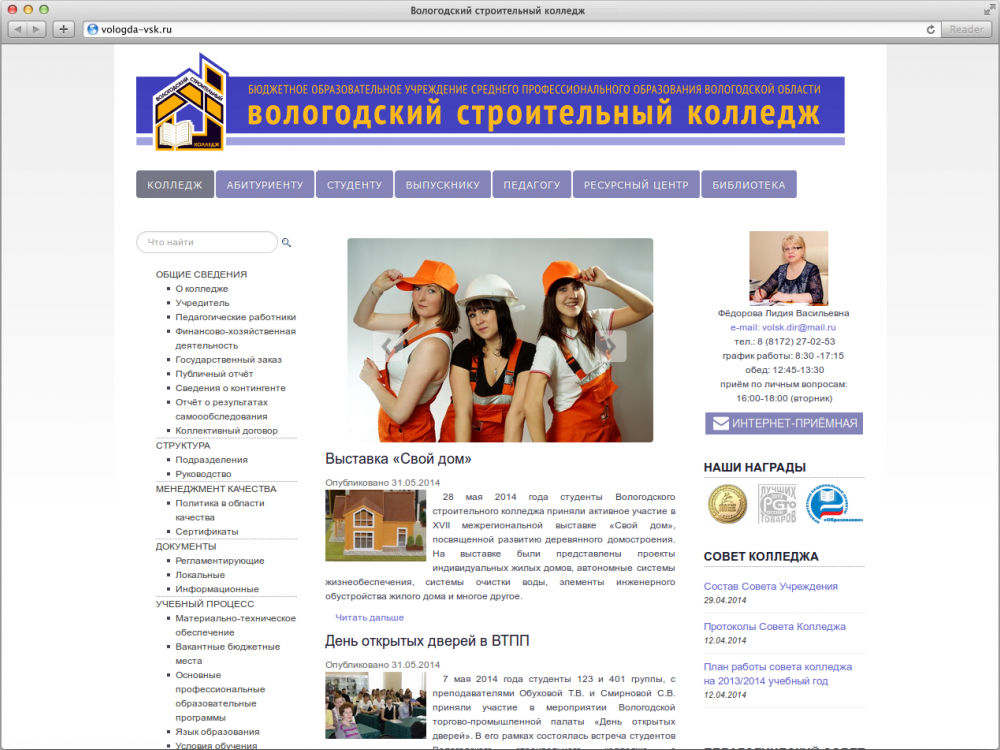 Вологодский строительный колледж
vologda-vsk.ru
Reader
БЮДЖЕТНОЕ ОБРАЗОВАТЕЛЬНОЕ УЧРЕЖДЕНИЕ СРЕДНЕГО ПРОФЕССИОНАЛЬНОГО ОБРАЗОВАНИЯ ВОЛОГОДСКОЙ ОБЛАСТИ
ВОЛОГОДСКИЙ СТРОИТЕЛЬНЫЙ
вологодский строительный колледж
КОЛЛЕДЖ
КОЛЛЕДЖ
АБИТУРИЕНТУ
СТУДЕНТУ
ВЫПУСКНИКУ
ПЕДАГОГУ
РЕСУРСНЫЙ ЦЕНТР
БИБЛИОТЕКА
Что найти
ОБЩИЕ СВЕДЕНИЯ
О колледже
Учредитель
Педагогические работники
Финансово-хозяйственная
деятельность
Государственный заказ
Публичный отчёт
Сведения о контингенте
Отчёт о результатах
самоообследования
Коллективный договор
СТРУКТУРА
Подразделения
Руководство
МЕНЕДЖМЕНТ КАЧЕСТВА
Политика в области
качества
Сертификаты
ДОКУМЕНТЫ
Регламентирующие
Локальные
Информационные
УЧЕБНЫЙ ПРОЦЕСС
Материально-техническое
обеспечение
Вакантные бюджетные
места
Основные
профессиональные
образовательные
программы
Язык образования
Условия обучения
Выставка «Свой дом»
Опубликовано 31.05.2014
28 мая 2014 года студенты Вологодского
строительного колледжа приняли активное участие в
XVII межрегиональной выставке «Свой дом»,
посвященной развитию деревянного домостроения.
На выставке были представлены проекты
индивидуальных жилых домов, автономные системы
жизнеобеспечения, системы очистки воды, элементы инженерного
обустройства жилого дома и многое другое.
Читать дальше
День открытых дверей в ВТПП
Опубликовано 31.05.2014
7 мая 2014 года студенты 123 и 401 группы, с
преподавателями Обуховой Т.В. и Смирновой С.В.
приняли участие в мероприятии Вологодской
торгово-промышленной палаты «День открытых
дверей». В его рамках состоялась встреча студентов
Вологодского строительного колледжа с
Фёдорова Лидия Васильевна
e-mail: volsk.dir@mail.ru
тел.: 8 (8172) 27-02-53
график работы: 8:30 -17:15
обед: 12:45-13:30
приём по личным вопросам:
16:00-18:00 (вторник)
ИНТЕРНЕТ-ПРИЁМНАЯ
НАШИ НАГРАДЫ
ЛУЧШИХ
ТОВАРОВ
«Образование
СОВЕТ КОЛЛЕДЖА
Состав Совета Учреждения
29.04.2014
Протоколы Совета Колледжа
12.04.2014
План работы совета колледжа
на 2013/2014 учебный год
12.04.2014